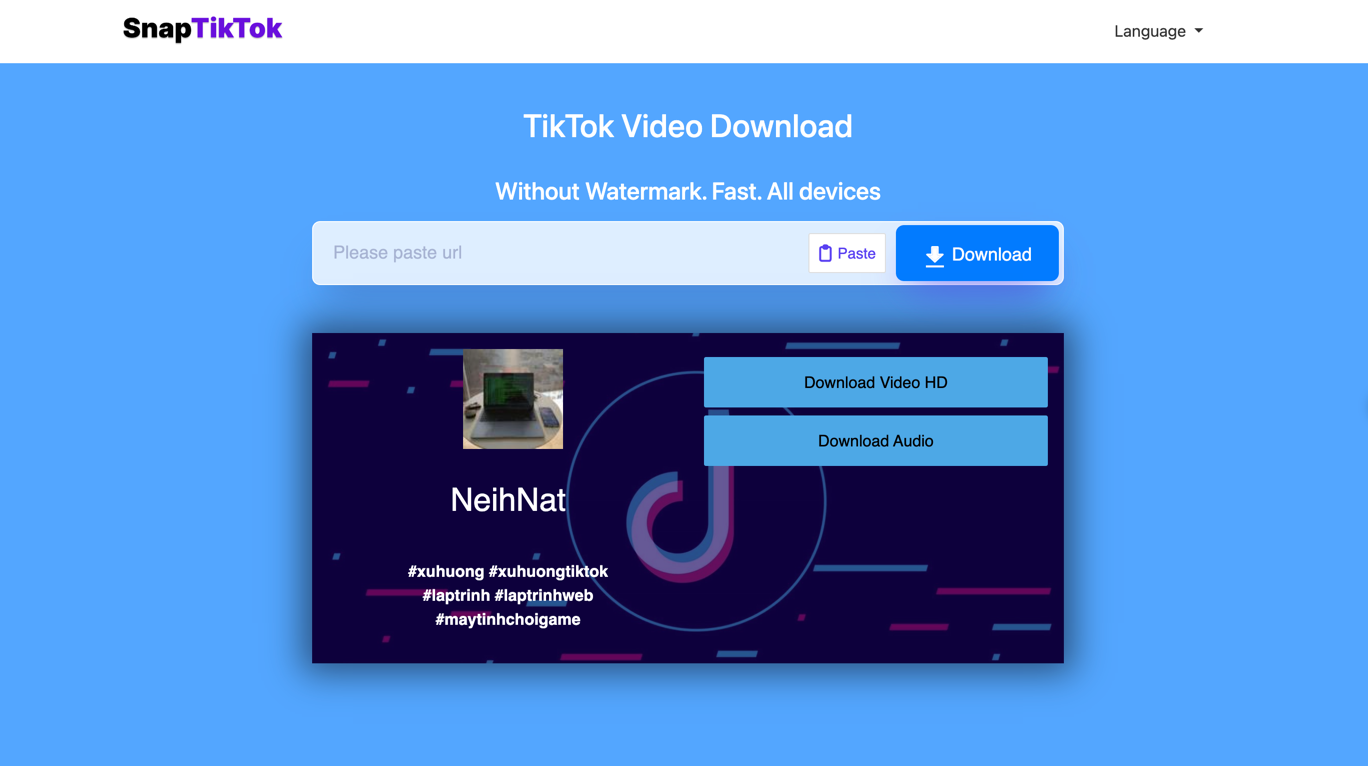 SnapTikTok
Language
TikTok Video Download
Without Watermark. Fast. All devices
Please paste url
Paste
Download
NeihNat
#xuhuong #xuhuongtiktok
#laptrinh #laptrinhweb
#maytinhchoigame
Download Video HD
Download Audio